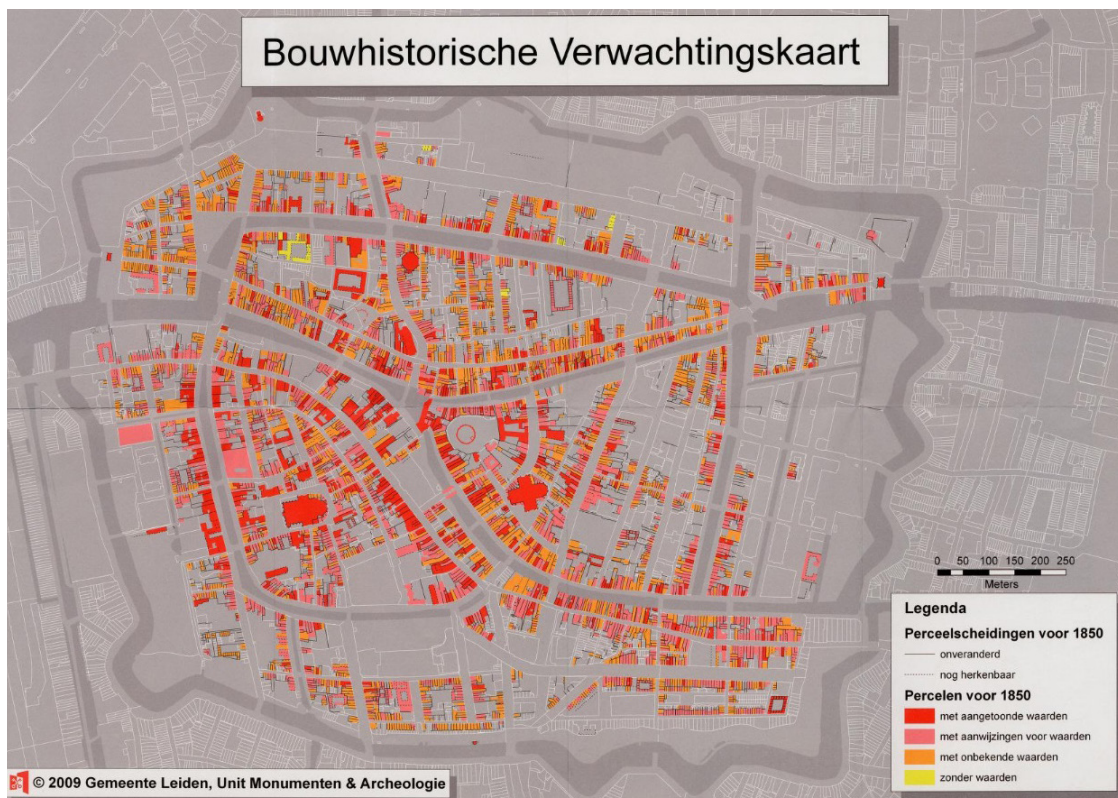 Bouwhistorische Verwachtingskaart
0 50 100 150 200 250
Meters
Legenda
Perceelscheidingen voor 1850
onveranderd
nog herkenbaar
Percelen voor 1850
met aangetoonde waarden
met aanwijzingen voor waarden
met onbekende waarden
zonder waarden
© 2009 Gemeente Leiden, Unit Monumenten & Archeologie